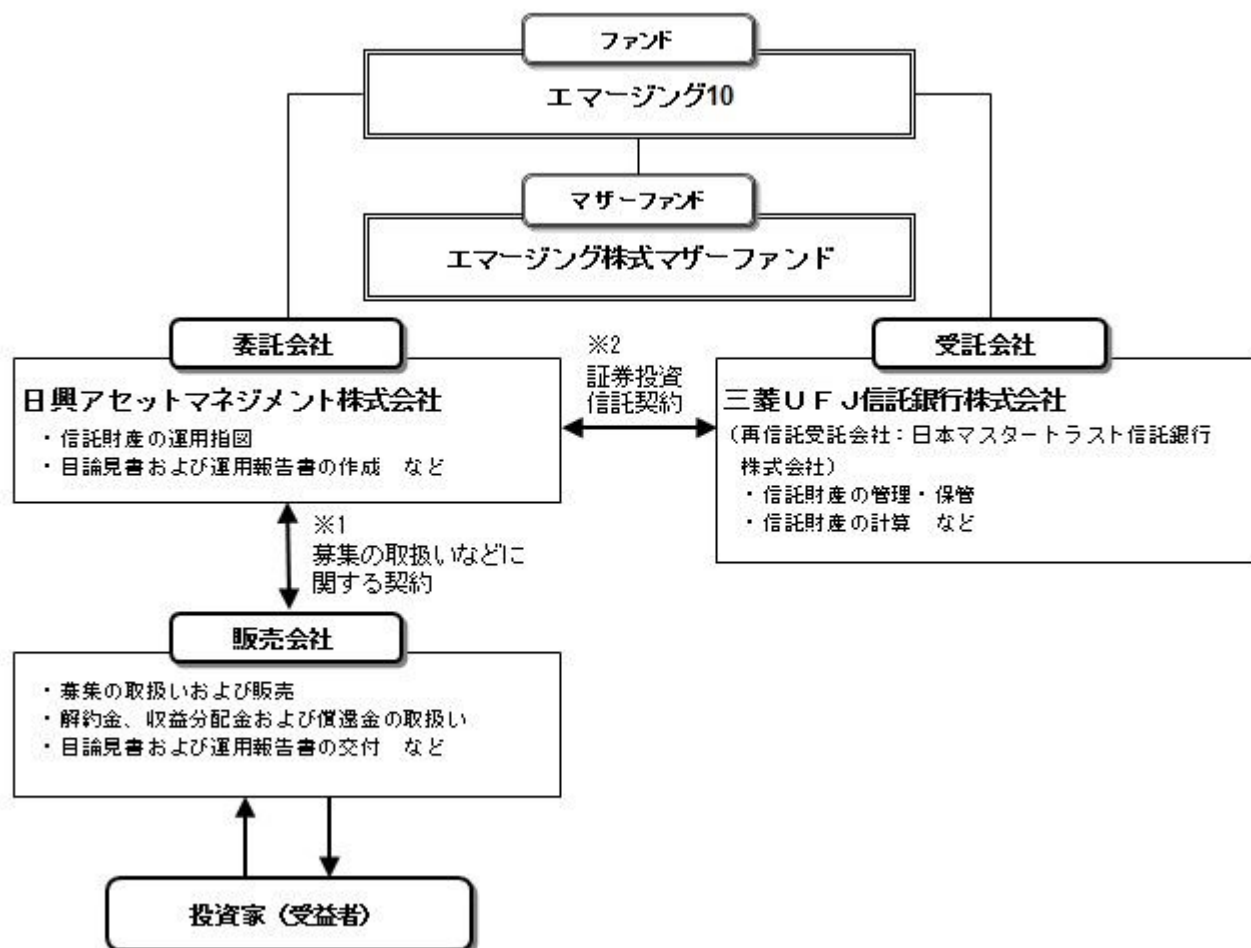 ファンド
エマージング10
マザーファンド
エマージング株式マザーファンド
委託会社
日興アセットマネジメント株式会社
・信託財産の運用指図
・目論見書および運用報告書の作成　など
※2
証券投資
信託契約
受託会社
三菱ＵＦＪ信託銀行株式会社
（再信託受託会社：日本マスタートラスト信託銀行
株式会社）
・信託財産の管理・保管
・信託財産の計算　など
※1
募集の取扱いなどに
関する契約
販売会社
・募集の取扱いおよび販売
・解約金、収益分配金および償還金の取扱い
・目論見書および運用報告書の交付　など
投資家（受益者）